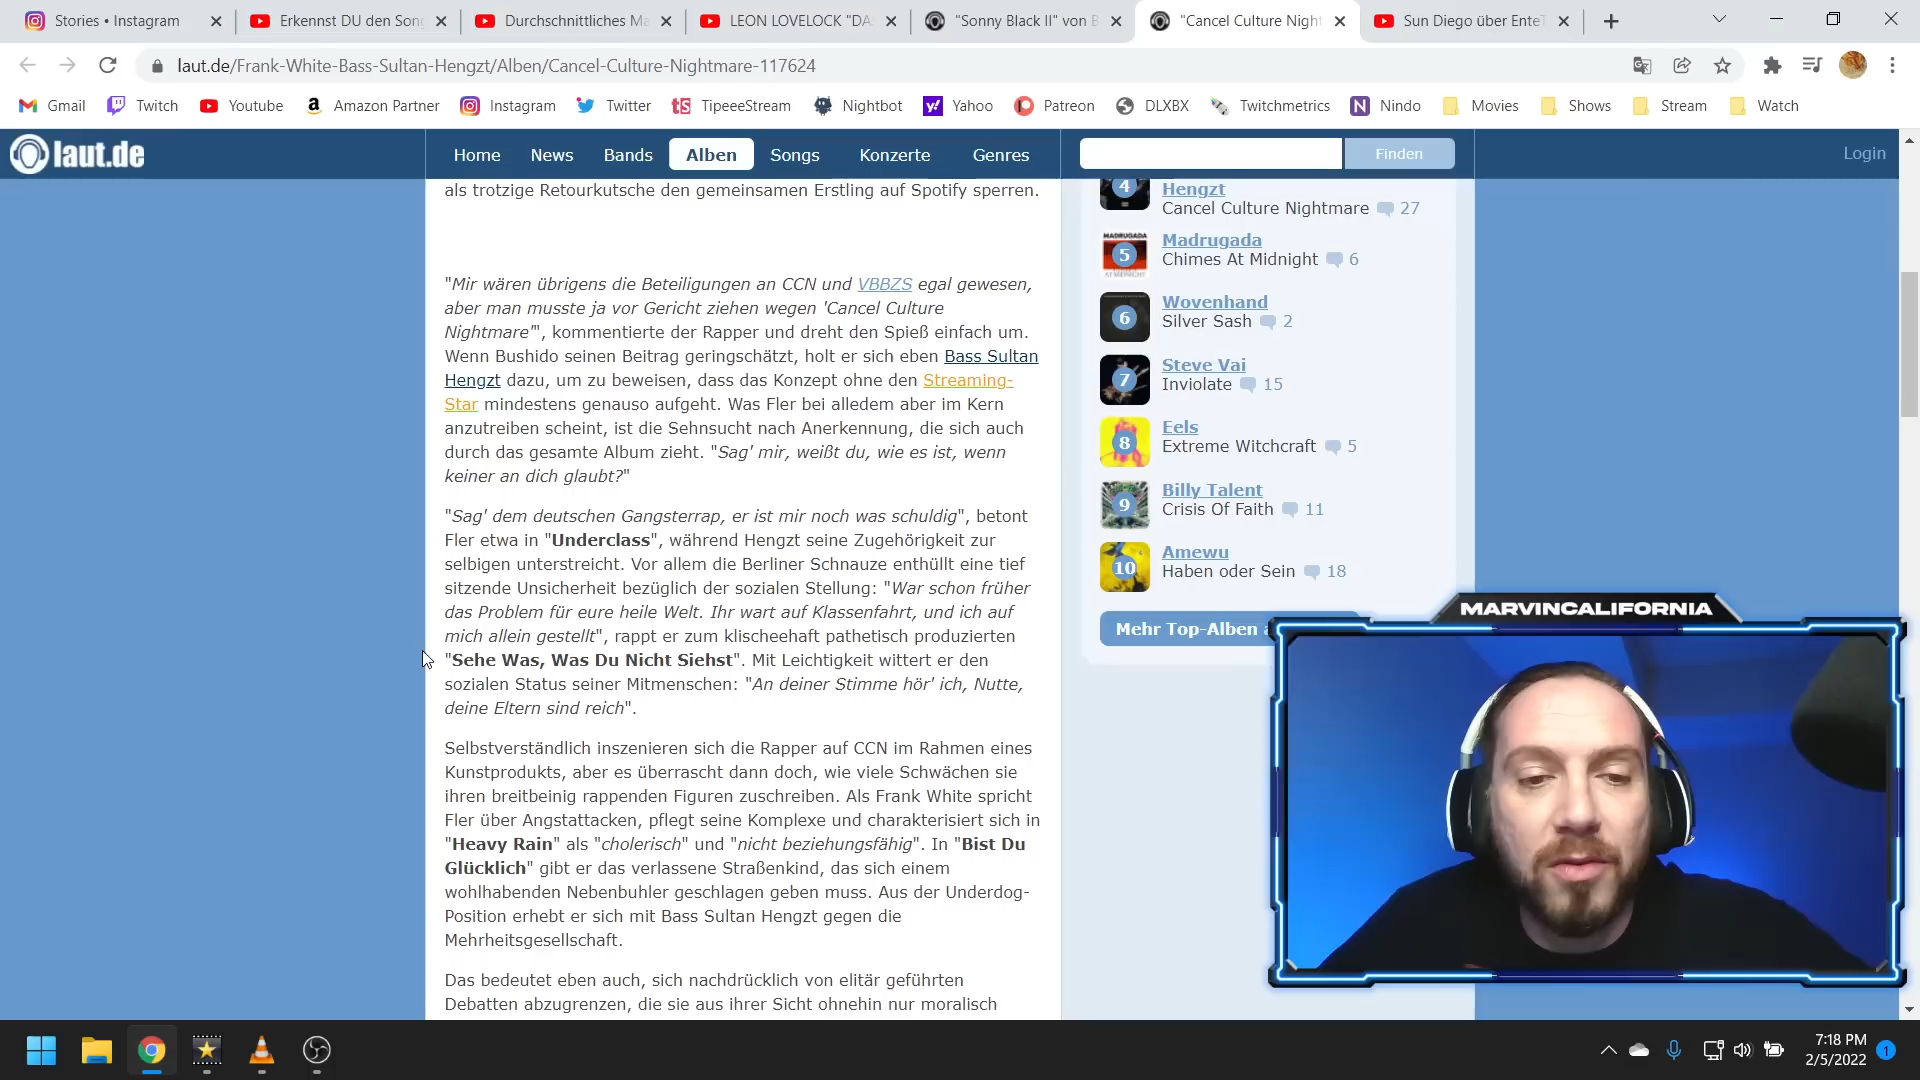 Stories • Instagram
Erkennst DU den Song
Durchschnittliches Ma
LEON LOVELOCK "DA
"Sonny Black II" von B
"Cancel Culture Night
Sun Diego über EnteT
laut.de/Frank-White-Bass-Sultan-Hengzt/Alben/Cancel-Culture-Nightmare-117624
Gmail Twitch Youtube Amazon Partner Instagram Twitter TipeeeStream Nightbot Yahoo Patreon DLXBX Twitchmetrics Nindo Movies Shows Stream Watch
laut.de
Home News Bands Alben Songs Konzerte Genres Finden Login
als trotzige Retourkutsche den gemeinsamen Erstling auf Spotify sperren.
"Mir wären übrigens die Beteiligungen an CCN und VBBZS egal gewesen,
aber man musste ja vor Gericht ziehen wegen 'Cancel Culture
Nightmare'", kommentierte der Rapper und dreht den Spieß einfach um.
Wenn Bushido seinen Beitrag geringschätzt, holt er sich eben Bass Sultan
Hengzt dazu, um zu beweisen, dass das Konzept ohne den Streaming-
Star mindestens genauso aufgeht. Was Fler bei alledem aber im Kern
anzutreiben scheint, ist die Sehnsucht nach Anerkennung, die sich auch
durch das gesamte Album zieht. "Sag' mir, weißt du, wie es ist, wenn
keiner an dich glaubt?"
"Sag' dem deutschen Gangsterrap, er ist mir noch was schuldig", betont
Fler etwa in "Underclass", während Hengzt seine Zugehörigkeit zur
selbigen unterstreicht. Vor allem die Berliner Schnauze enthüllt eine tief
sitzende Unsicherheit bezüglich der sozialen Stellung: "War schon früher
das Problem für eure heile Welt. Ihr wart auf Klassenfahrt, und ich auf
mich allein gestellt", rappt er zum klischeehaft pathetisch produzierten
"Sehe Was, Was Du Nicht Siehst". Mit Leichtigkeit wittert er den
sozialen Status seiner Mitmenschen: "An deiner Stimme hör' ich, Nutte,
deine Eltern sind reich".
Selbstverständlich inszenieren sich die Rapper auf CCN im Rahmen eines
Kunstprodukts, aber es überrascht dann doch, wie viele Schwächen sie
ihren breitbeinig rappenden Figuren zuschreiben. Als Frank White spricht
Fler über Angstattacken, pflegt seine Komplexe und charakterisiert sich in
"Heavy Rain" als "cholerisch" und "nicht beziehungsfähig". In "Bist Du
Glücklich" gibt er das verlassene Straßenkind, das sich einem
wohlhabenden Nebenbuhler geschlagen geben muss. Aus der Underdog-
Position erhebt er sich mit Bass Sultan Hengzt gegen die
Mehrheitsgesellschaft.
Das bedeutet eben auch, sich nachdrücklich von elitär geführten
Debatten abzugrenzen, die sie aus ihrer Sicht ohnehin nur moralisch
4
Hengzt
Cancel Culture Nightmare 27
MADRUGADA
5
Madrugada
Chimes At Midnight 6
6
Wovenhand
Silver Sash 2
7
Steve Vai
Inviolate 15
8
Eels
Extreme Witchcraft 5
9
Billy Talent
Crisis Of Faith 11
10
Amewu
Haben oder Sein 18
Mehr Top-Alben
MARVINCALIFORNIA
7:18 PM
2/5/2022
1